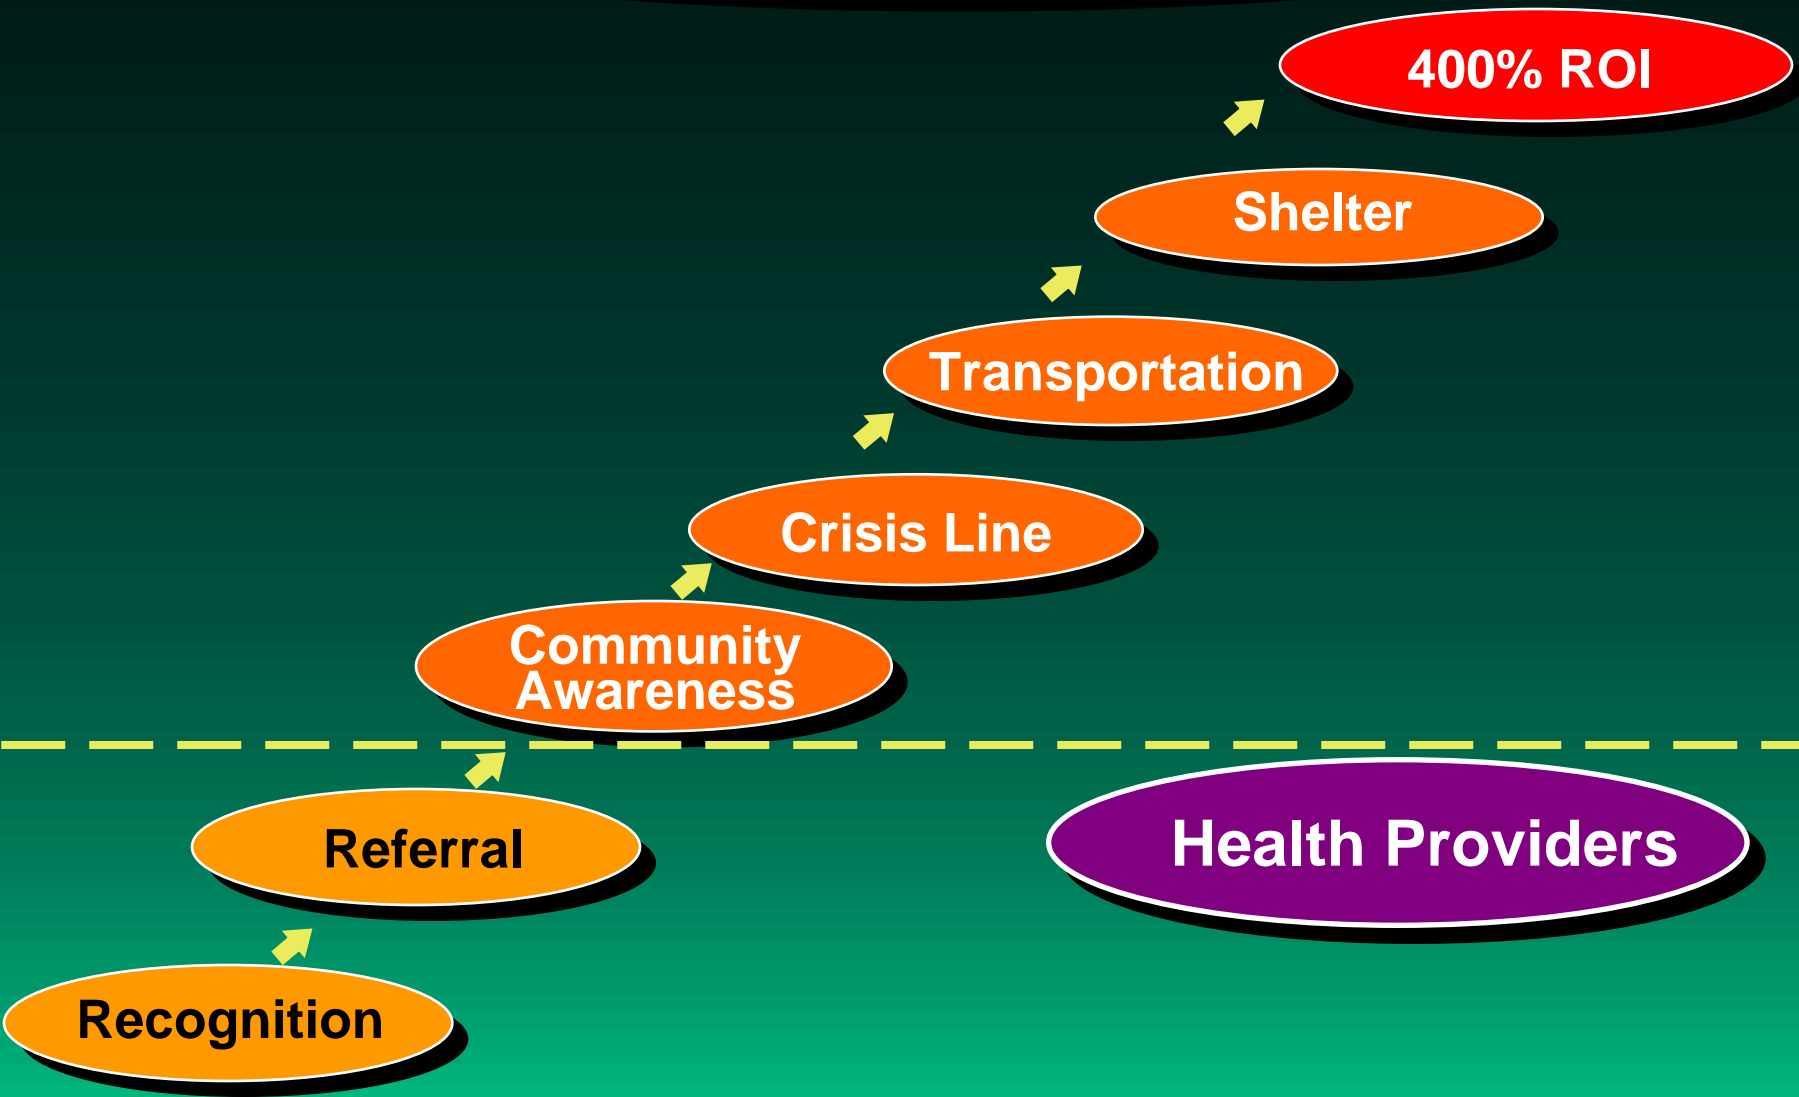 400% ROI
Shelter
Transportation
Crisis Line
Community
Awareness
Referral
Health Providers
Recognition